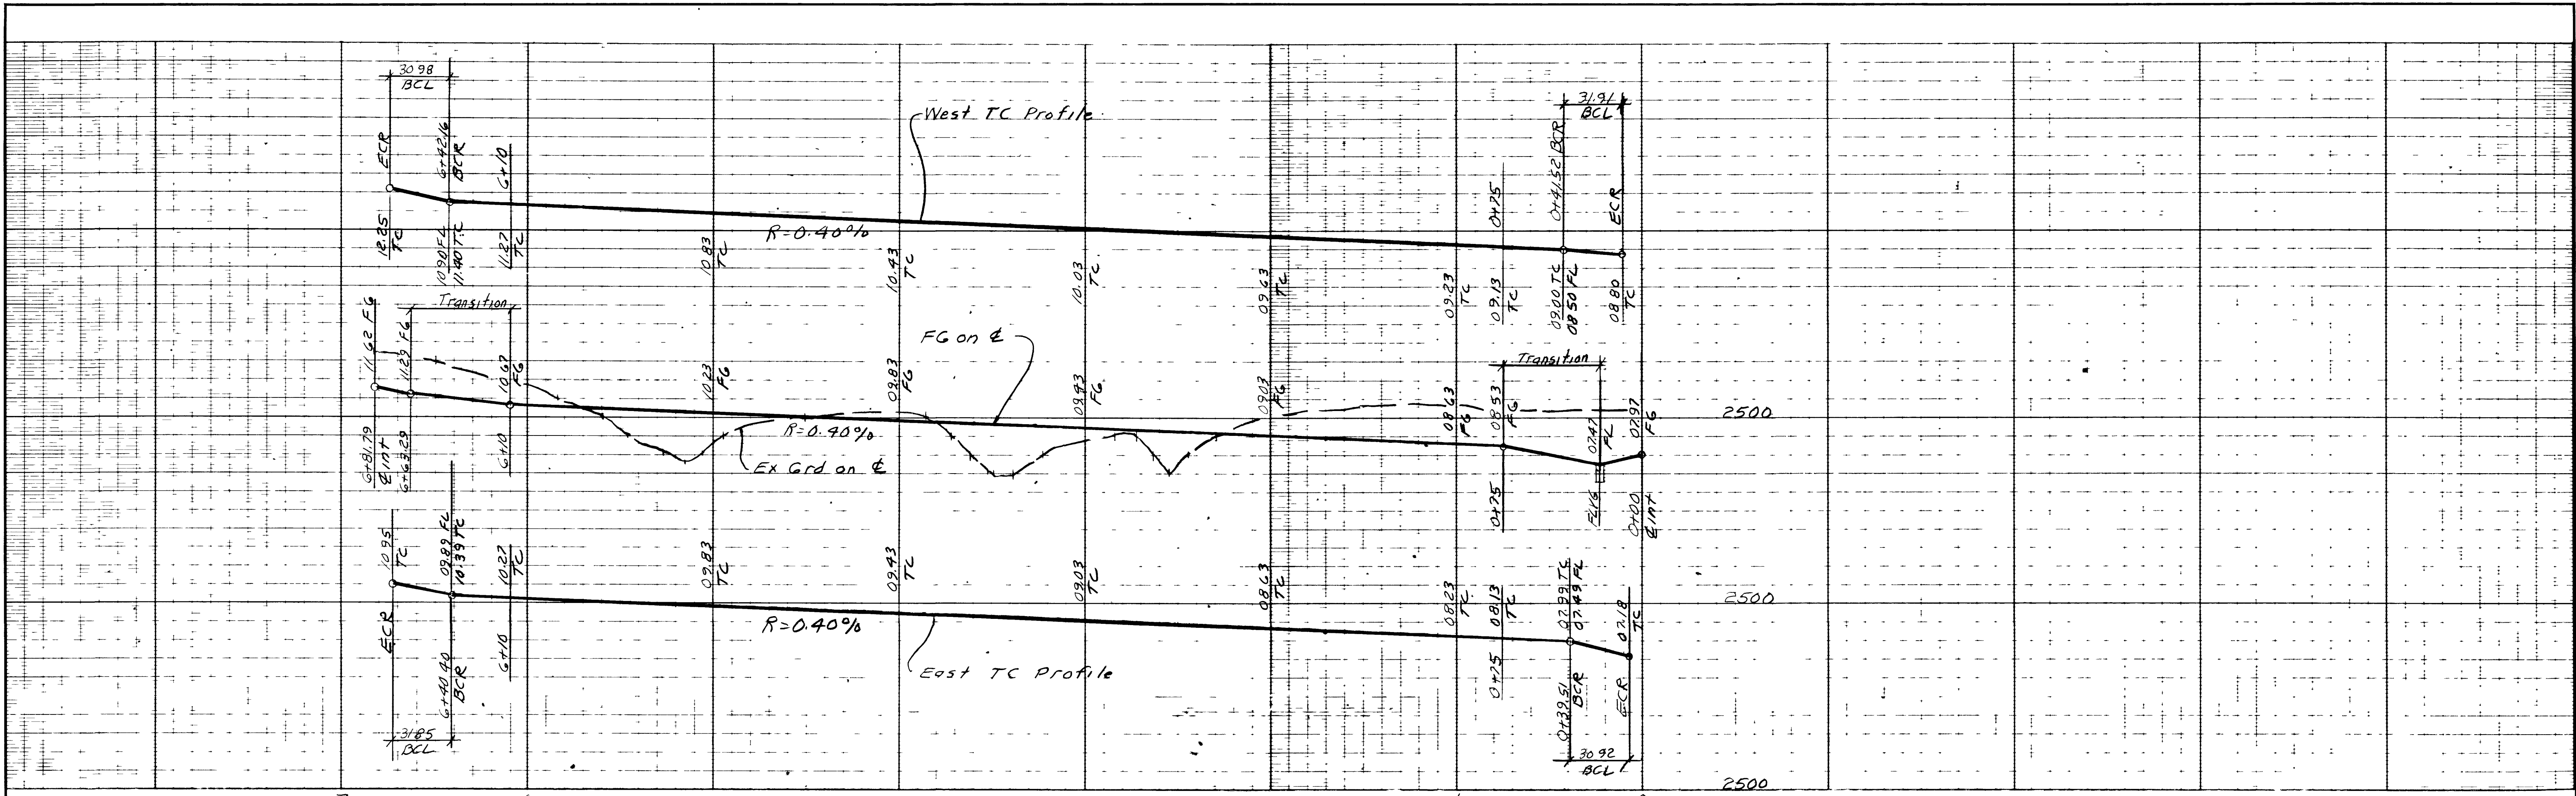 30.98
BCL
ECR
6+42.16
BCR
6+10
12.25
TC
10.90 FL
11.40 TC
11.27
TC
West TC Profile
R=0.40%
10.83
TC
10.43
TC
10.03
TC
09.63
TC
09.23
TC
0+75
09.13
TC
31.91
BCL
0+41.52 BCR
ECR
09.00 TC
08.50 FL
08.80
TC
Transition
11.62 FG
11.29 FG
10.67
FG
6+81.79
₵ INT
6+63.29
6+10
10.23
FG
09.83
FG
FG on ₵
09.43
FG
09.03
FG
08.63
FG
Transition
08.53
FG
07.47
FL
07.97
FG
2500
R=0.40%
Ex Grd on ₵
0+75
0+00
₵ INT
10.95
TC
09.89 FL
10.39 TC
10.27
TC
09.83
TC
09.43
TC
09.03
TC
08.63
TC
08.23
TC
08.13
TC
07.99 TC
07.49 FL
07.18
TC
2500
R=0.40%
East TC Profile
ECR
6+40.40
BCR
6+10
0+75
0+39.51
BCR
ECR
31.85
BCL
30.92
BCL
2500